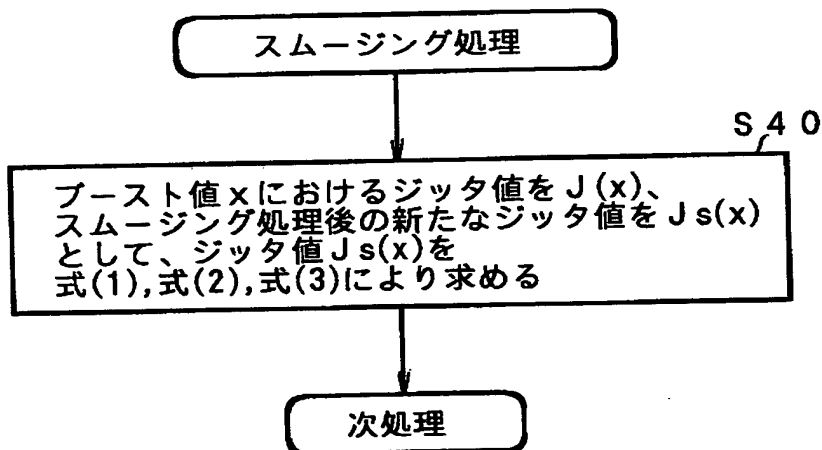 スムージング処理
S40
ブースト値xにおけるジッタ値をJ(x)、
スムージング処理後の新たなジッタ値をJs(x)
として、ジッタ値Js(x)を
式(1),式(2),式(3)により求める
次処理